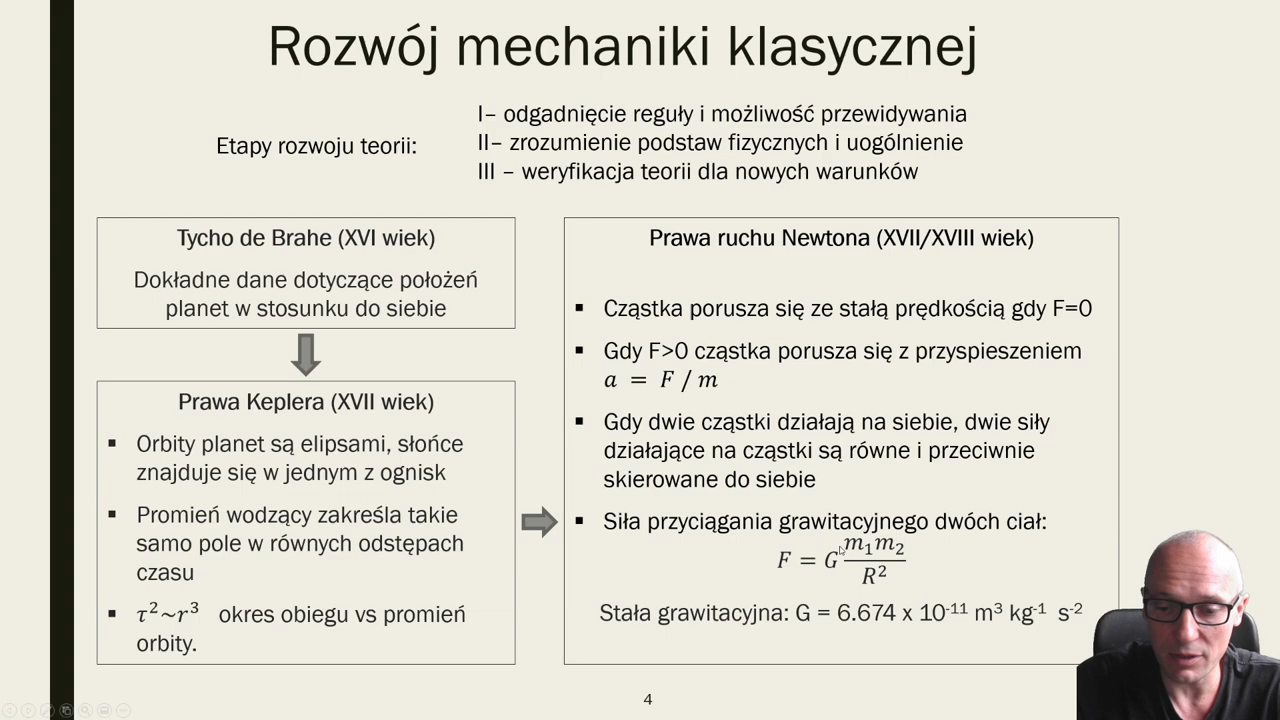 Rozwój mechaniki klasycznej
Etapy rozwoju teorii:
I– odgadnięcie reguły i możliwość przewidywania
II– zrozumienie podstaw fizycznych i uogólnienie
III – weryfikacja teorii dla nowych warunków
Tycho de Brahe (XVI wiek)
Dokładne dane dotyczące położeń
planet w stosunku do siebie
Prawa Keplera (XVII wiek)
▪ Orbity planet są elipsami, słońce
znajduje się w jednym z ognisk
▪ Promień wodzący zakreśla takie
samo pole w równych odstępach
czasu
▪ τ²~r³ okres obiegu vs promień
orbity.
Prawa ruchu Newtona (XVII/XVIII wiek)
▪ Cząstka porusza się ze stałą prędkością gdy F=0
▪ Gdy F>0 cząstka porusza się z przyspieszeniem
a = F / m
▪ Gdy dwie cząstki działają na siebie, dwie siły
działające na cząstki są równe i przeciwnie
skierowane do siebie
▪ Siła przyciągania grawitacyjnego dwóch ciał:
F = G m₁m₂ / R²
Stała grawitacyjna: G = 6.674 x 10⁻¹¹ m³ kg⁻¹ s⁻²
4